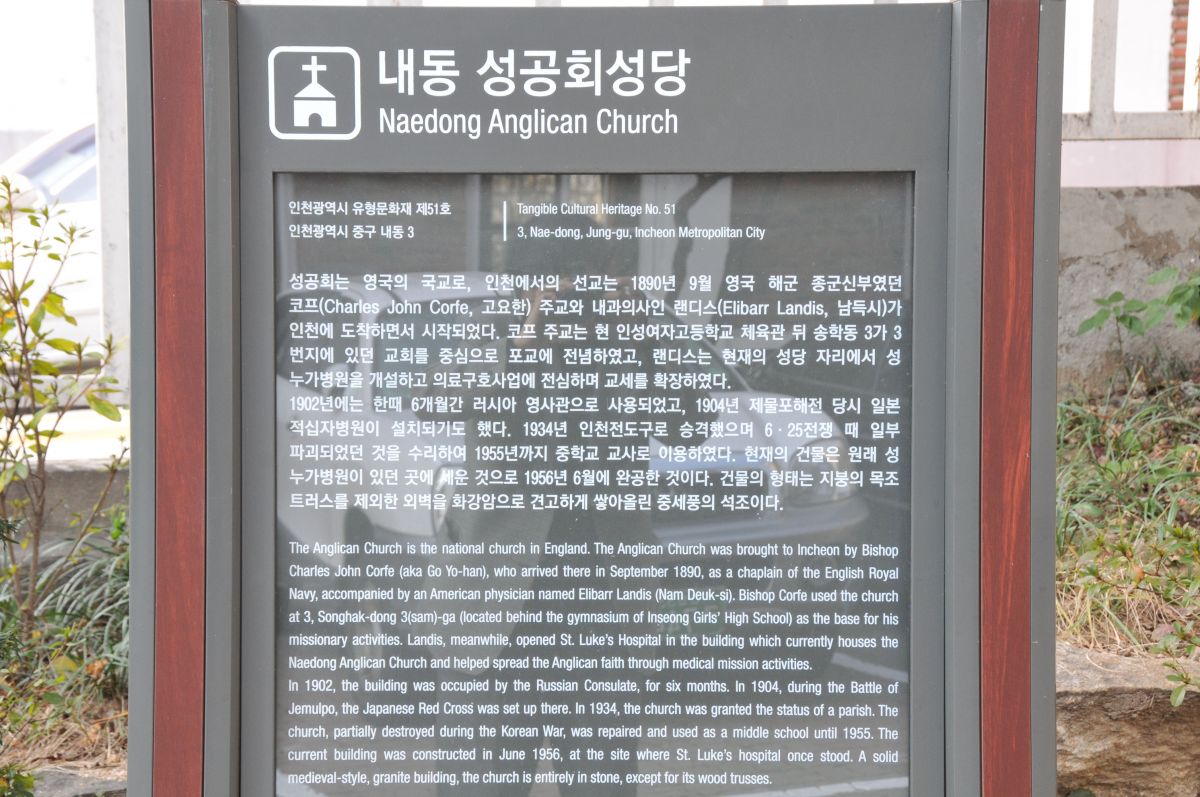 내동 성공회성당
Naedong Anglican Church
인천광역시 유형문화재 제51호
인천광역시 중구 내동 3
Tangible Cultural Heritage No. 51
3, Nae-dong, Jung-gu, Incheon Metropolitan City
성공회는 영국의 국교로, 인천에서의 선교는 1890년 9월 영국 해군 종군신부였던
코프(Charles John Corfe, 고요한) 주교와 내과의사인 랜디스(Elibarr Landis, 남득시)가
인천에 도착하면서 시작되었다. 코프 주교는 현 인성여자고등학교 체육관 뒤 송학동 3가 3
번지에 있던 교회를 중심으로 포교에 전념하였고, 랜디스는 현재의 성당 자리에서 성
누가병원을 개설하고 의료구호사업에 전심하며 교세를 확장하였다.
1902년에는 한때 6개월간 러시아 영사관으로 사용되었고, 1904년 제물포해전 당시 일본
적십자병원이 설치되기도 했다. 1934년 인천전도구로 승격했으며 6·25전쟁 때 일부
파괴되었던 것을 수리하여 1955년까지 중학교 교사로 이용하였다. 현재의 건물은 원래 성
누가병원이 있던 곳에 세운 것으로 1956년 6월에 완공한 것이다. 건물의 형태는 지붕의 목조
트러스를 제외한 외벽을 화강암으로 견고하게 쌓아올린 중세풍의 석조이다.
The Anglican Church is the national church in England. The Anglican Church was brought to Incheon by Bishop
Charles John Corfe (aka Go Yo-han), who arrived there in September 1890, as a chaplain of the English Royal
Navy, accompanied by an American physician named Elibarr Landis (Nam Deuk-si). Bishop Corfe used the church
at 3, Songhak-dong 3(sam)-ga (located behind the gymnasium of Inseong Girls' High School) as the base for his
missionary activities. Landis, meanwhile, opened St. Luke's Hospital in the building which currently houses the
Naedong Anglican Church and helped spread the Anglican faith through medical mission activities.
In 1902, the building was occupied by the Russian Consulate, for six months. In 1904, during the Battle of
Jemulpo, the Japanese Red Cross was set up there. In 1934, the church was granted the status of a parish. The
church, partially destroyed during the Korean War, was repaired and used as a middle school until 1955. The
current building was constructed in June 1956, at the site where St. Luke's hospital once stood. A solid
medieval-style, granite building, the church is entirely in stone, except for its wood trusses.